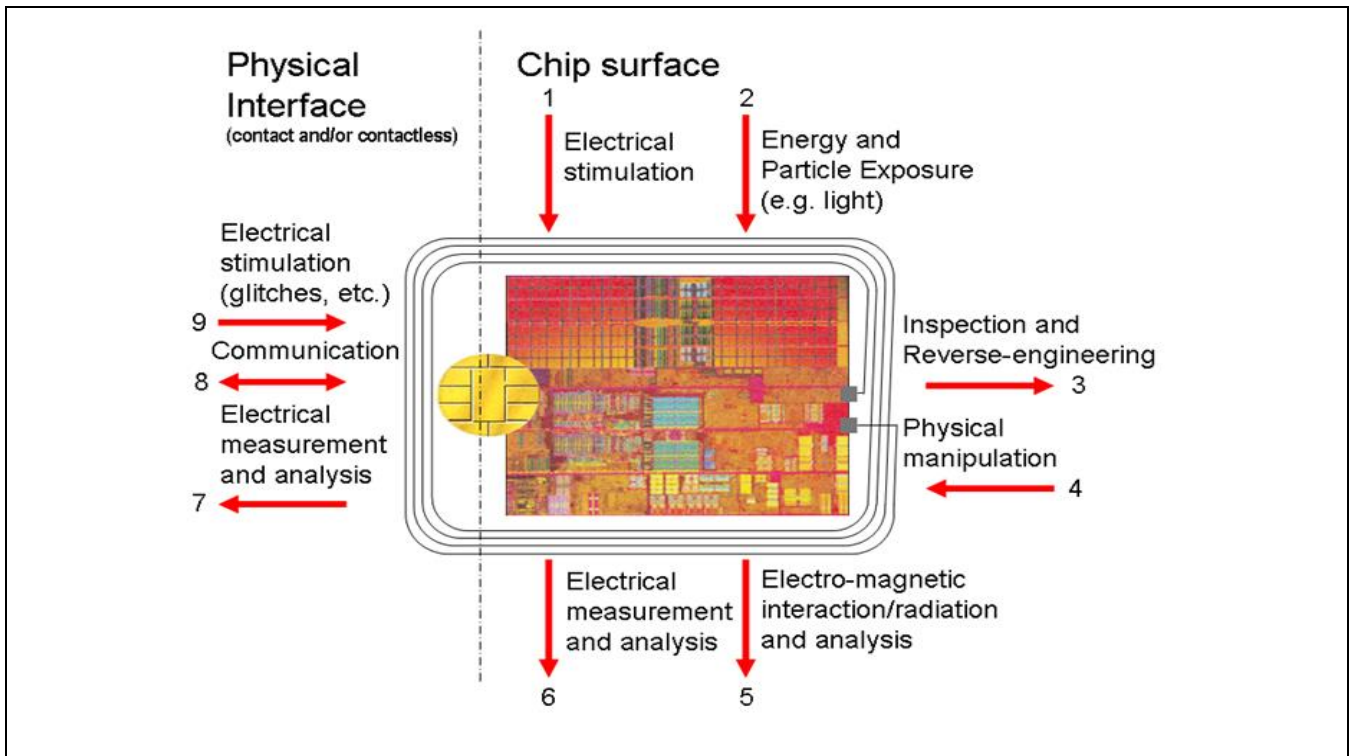 Physical
Interface
(contact and/or contactless)
Chip surface
1
2
Electrical
stimulation
Energy and
Particle Exposure
(e.g. light)
Electrical
stimulation
(glitches, etc.)
9
Communication
8
Electrical
measurement
and analysis
7
Inspection and
Reverse-engineering
3
Physical
manipulation
4
Electrical
measurement
and analysis
6
Electro-magnetic
interaction/radiation
and analysis
5